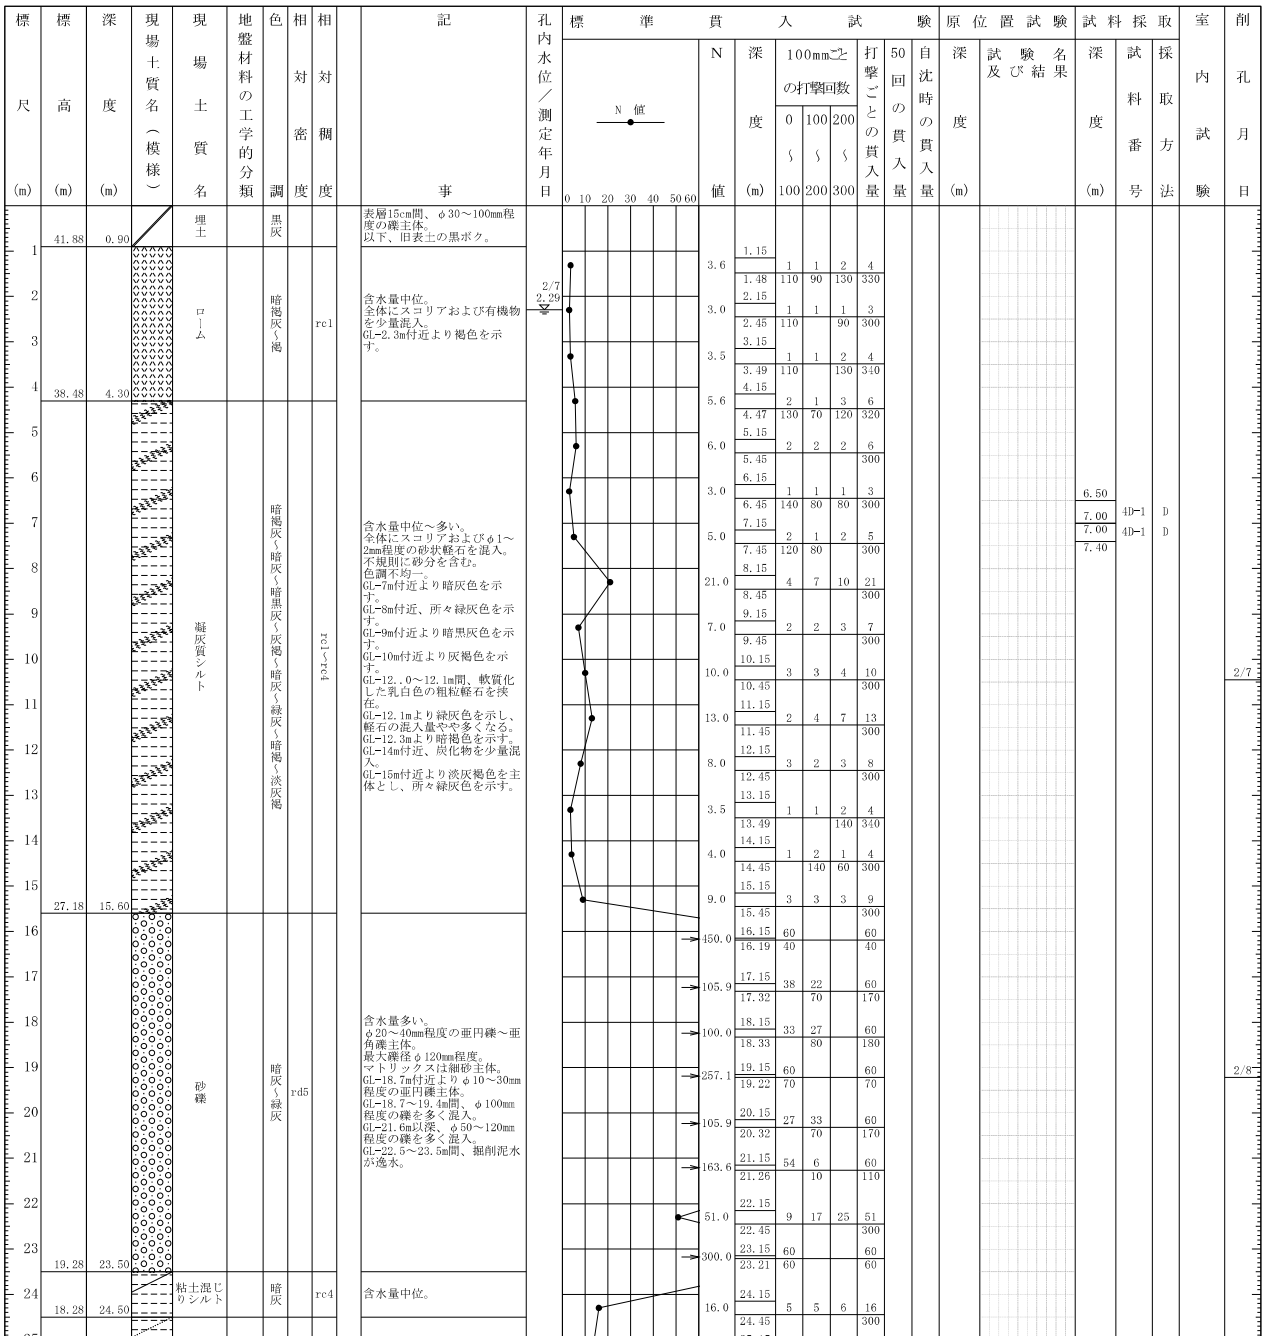 標尺(m)
標高(m)
深度(m)
現場土質名(模様)
現場土質名
地盤材料の工学的分類
色調
相対密度
相対稠度
記事
孔内水位/測定年月日
標準貫入試験
N 値
0 10 20 30 40 50 60
N値
深度(m)
100mmごと
の打撃回数
0 100 200
〜 〜 〜
100 200 300
打撃ごとの貫入量
50回の貫入量
自沈時の貫入量
原位置試験
深度(m)
試験名
及び結果
試料採取
深度(m)
試料番号
採取方法
室内試験
削孔月日
41.88 0.90
埋土
黒灰
表層15cm間、φ30〜100mm程
度の礫主体。
以下、旧表土の黒ボク。
38.48 4.30
ローム
暗褐灰〜褐
rc1
含水量中位。
全体にスコリアおよび有機物
を少量混入。
GL-2.3m付近より褐色を示
す。
2/7
2.29
27.18 15.60
凝灰質シルト
暗褐灰〜暗灰〜暗黒灰〜灰褐〜暗灰〜緑灰〜暗褐〜淡灰褐
rc1〜rc4
含水量中位〜多い。
全体にスコリアおよびφ1〜
2mm程度の砂状軽石を混入。
不規則に砂分を含む。
色調不均一。
GL-7m付近より暗灰色を示
す。
GL-8m付近、所々緑灰色を示
す。
GL-9m付近より暗黒灰色を示
す。
GL-10m付近より灰褐色を示
す。
GL-12..0〜12.1m間、軟質化
した乳白色の粗粒軽石を挟
在。
GL-12.1mより緑灰色を示し、
軽石の混入量やや多くなる。
GL-12.3mより暗褐色を示す。
GL-14m付近、炭化物を少量混
入。
GL-15m付近より淡灰褐色を主
体とし、所々緑灰色を示す。
19.28 23.50
砂礫
暗灰〜緑灰
rd5
含水量多い。
φ20〜40mm程度の亜円礫〜亜
角礫主体。
最大礫径φ120mm程度。
マトリックスは細砂主体。
GL-18.7m付近よりφ10〜30mm
程度の亜円礫主体。
GL-18.7〜19.4m間、φ100mm
程度の礫を多く混入。
GL-21.6m以深、φ50〜120mm
程度の礫を多く混入。
GL-22.5〜23.5m間、掘削泥水
が逸水。
18.28 24.50
粘土混じ
りシルト
暗灰
rc4
含水量中位。
1
2
3
4
5
6
7
8
9
10
11
12
13
14
15
16
17
18
19
20
21
22
23
24
1.15
3.6 1 1 2 4
1.48 110 90 130 330
2.15
3.0 1 1 1 3
2.45 110 90 300
3.15
3.5 1 1 2 4
3.49 110 130 340
4.15
5.6 2 1 3 6
4.47 130 70 120 320
5.15
6.0 2 2 2 6
5.45 300
6.15
3.0 1 1 1 3
6.45 140 80 80 300
7.15
5.0 2 1 2 5
7.45 120 80 300
8.15
21.0 4 7 10 21
8.45 300
9.15
7.0 2 2 3 7
9.45 300
10.15
10.0 3 3 4 10
10.45 300
11.15
13.0 2 4 7 13
11.45 300
12.15
8.0 3 2 3 8
12.45 300
13.15
3.5 1 1 2 4
13.49 140 340
14.15
4.0 1 2 1 4
14.45 140 60 300
15.15
9.0 3 3 3 9
15.45 300
16.15 60 60
450.0
16.19 40 40
17.15
105.9 38 22 60
17.32 70 170
18.15
100.0 33 27 60
18.33 80 180
19.15 60 60
257.1
19.22 70 70
20.15
105.9 27 33 60
20.32 70 170
21.15
163.6 54 6 60
21.26 10 110
22.15
51.0 9 17 25 51
22.45 300
23.15 60 60
300.0
23.21 60 60
24.15
16.0 5 5 6 16
24.45 300
6.50
4D-1 D
7.00
7.00
4D-1 D
7.40
2/7
2/8